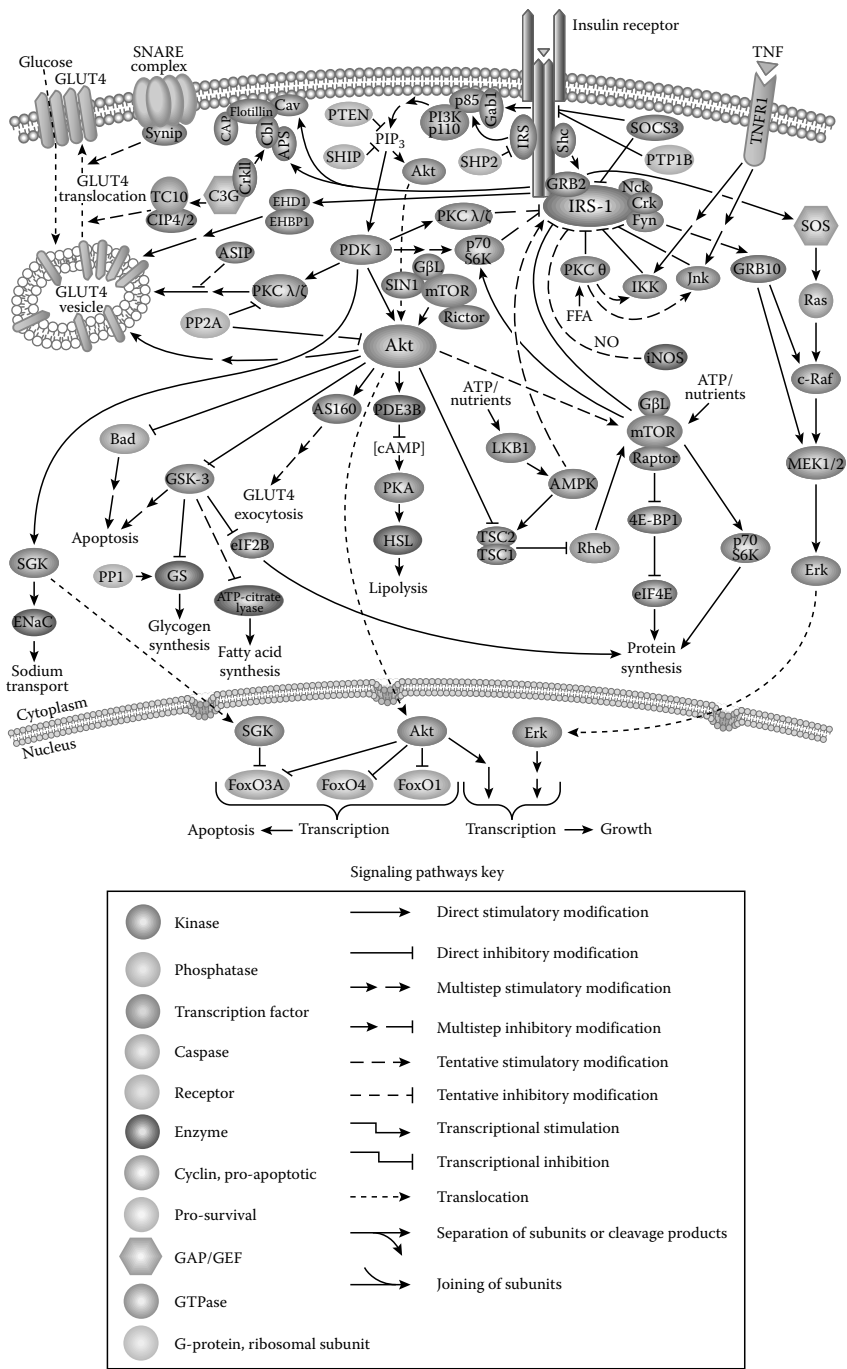 Insulin receptor
SNARE
complex
TNF
Glucose
GLUT4
Synip
CAP
Flotillin
Cav
Cbl
APS
CrkII
C3G
TC10
CIP4/2
GLUT4
translocation
PTEN
PIP3
SHIP
Akt
PI3K
p110
p85
Gab1
IRS
SHP2
Shc
GRB2
IRS-1
Nck
Crk
Fyn
SOCS3
PTP1B
TNFR1
SOS
EHD1
EHBP1
ASIP
PKC λ/ζ
PP2A
GLUT4
vesicle
PDK 1
PKC λ/ζ
p70
S6K
GβL
SIN1
mTOR
Rictor
PKC θ
FFA
IKK
Jnk
GRB10
Ras
c-Raf
MEK1/2
Erk
NO
iNOS
Akt
Bad
Apoptosis
GSK-3
AS160
GLUT4
exocytosis
PDE3B
[cAMP]
PKA
HSL
Lipolysis
ATP/
nutrients
LKB1
AMPK
TSC2
TSC1
Rheb
ATP/
nutrients
GβL
mTOR
Raptor
4E-BP1
eIF4E
p70
S6K
Protein
synthesis
SGK
ENaC
Sodium
transport
PP1
GS
Glycogen
synthesis
eIF2B
ATP-citrate
lyase
Fatty acid
synthesis
Cytoplasm
Nucleus
SGK
Akt
Erk
FoxO3A
FoxO4
FoxO1
Apoptosis
Transcription
Transcription
Growth
Signaling pathways key
Kinase
Phosphatase
Transcription factor
Caspase
Receptor
Enzyme
Cyclin, pro-apoptotic
Pro-survival
GAP/GEF
GTPase
G-protein, ribosomal subunit
Direct stimulatory modification
Direct inhibitory modification
Multistep stimulatory modification
Multistep inhibitory modification
Tentative stimulatory modification
Tentative inhibitory modification
Transcriptional stimulation
Transcriptional inhibition
Translocation
Separation of subunits or cleavage products
Joining of subunits